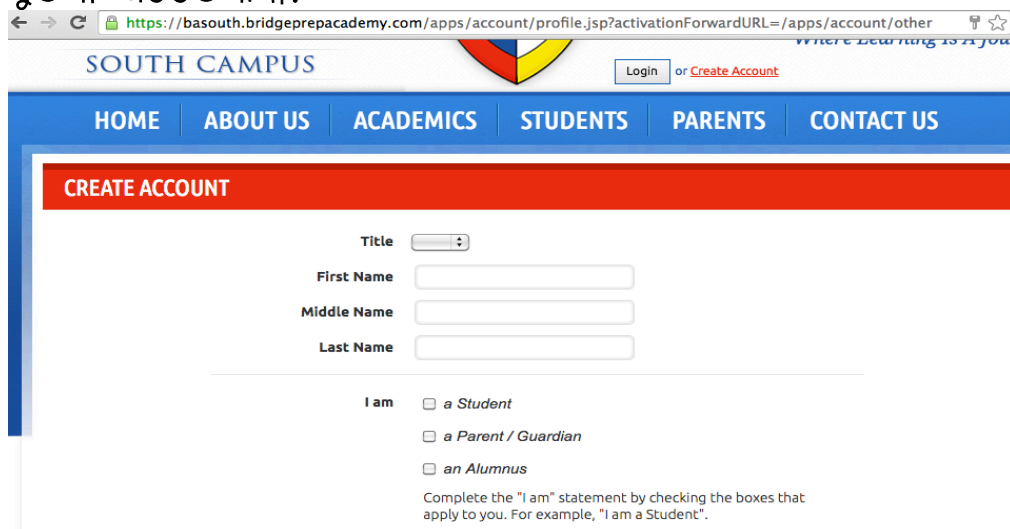 https://basouth.bridgeprepacademy.com/apps/account/profile.jsp?activationForwardURL=/apps/account/other
Where Learning Is A
SOUTH CAMPUS
Login or Create Account
HOME ABOUT US ACADEMICS STUDENTS PARENTS CONTACT US
CREATE ACCOUNT
Title
First Name
Middle Name
Last Name
I am a Student
a Parent / Guardian
an Alumnus
Complete the "I am" statement by checking the boxes that
apply to you. For example, "I am a Student".